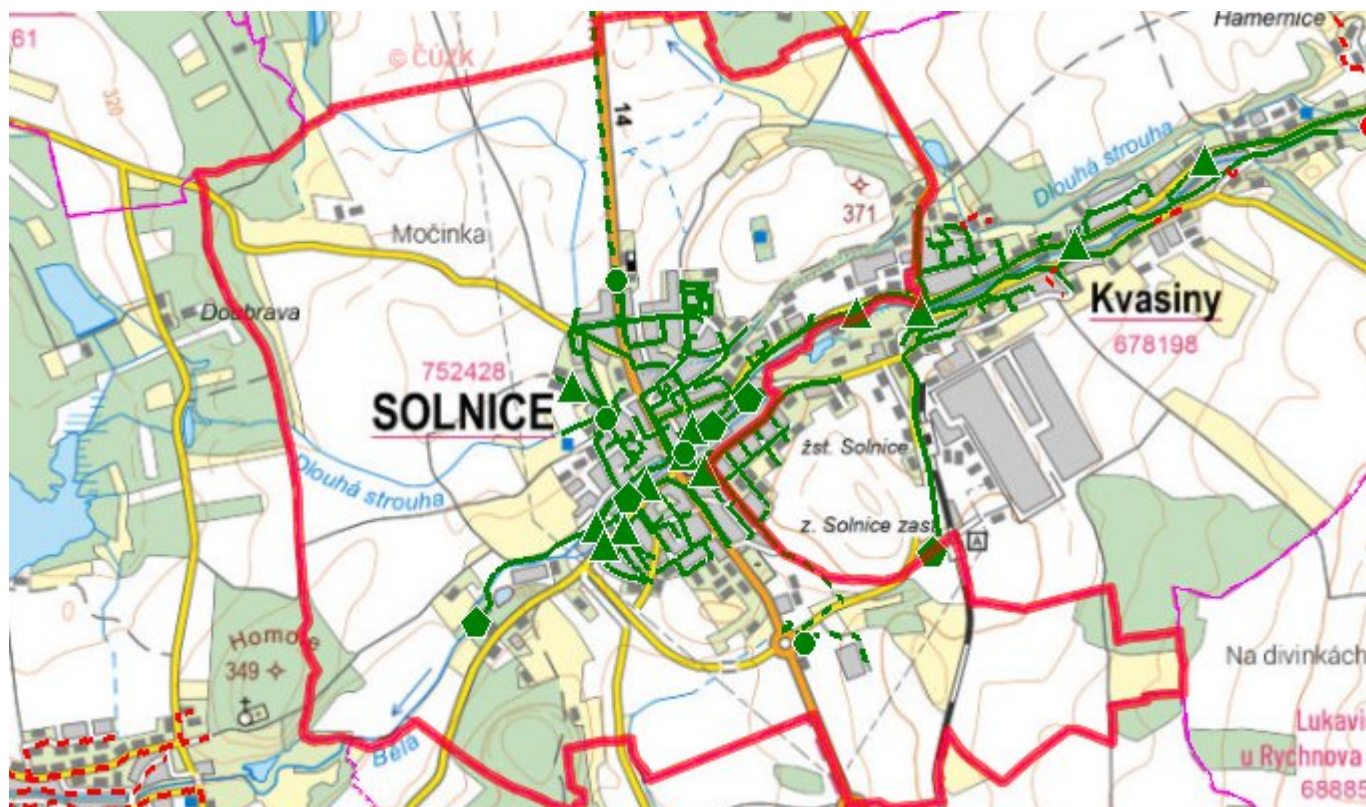 Hamernice
61
© ČÚZK
320
14
Dlouhá strouha
371
Močinka
Kvasiny
678198
Doubrava
752428
SOLNICE
žst. Solnice
Dlouhá strouha
z. Solnice zast.
A
Homole
349
Na divinkách
Běla
Lukavi
u Rychnova
68885